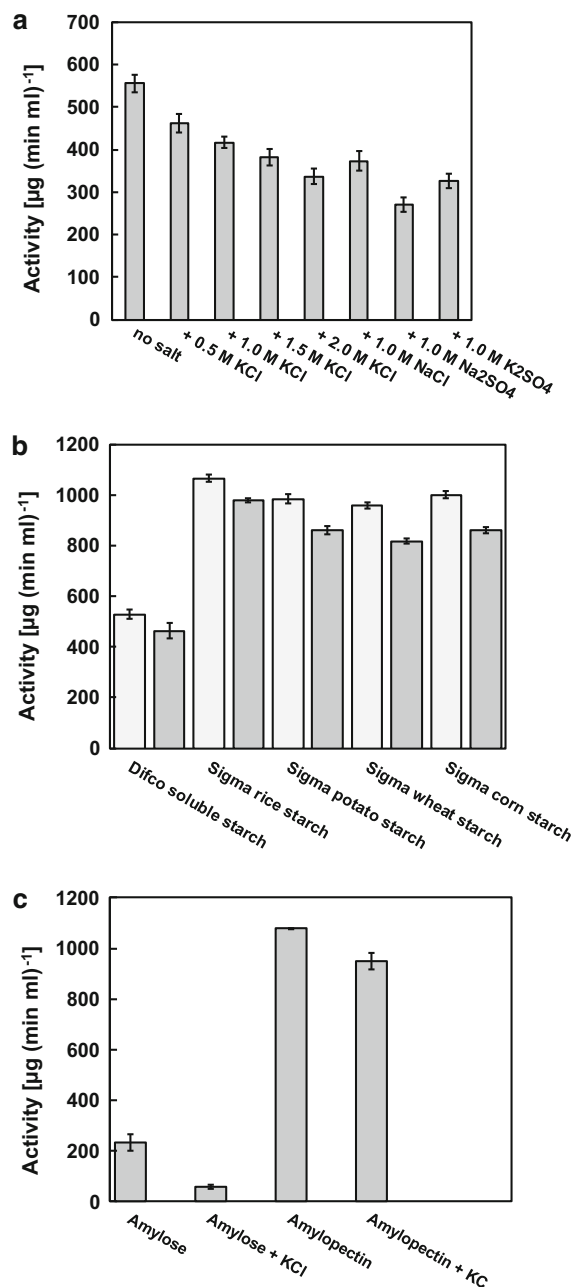 a
700
600
500
400
300
200
100
0
Activity [µg (min ml)-1
no salt
+ 0.5 M KCl
+ 1.0 M KCl
+ 1.5 M KCl
+ 2.0 M KCl
+ 1.0 M NaCl
+ 1.0 M Na2SO4
+ 1.0 M K2SO4
b
1200
1000
800
600
400
200
0
Activity [µg (min ml)-1
Difco soluble starch
Sigma rice starch
Sigma potato starch
Sigma wheat starch
Sigma corn starch
c
1200
1000
800
600
400
200
0
Activity [µg (min ml)-1
Amylose
Amylose + KCl
Amylopectin
Amylopectin + KC